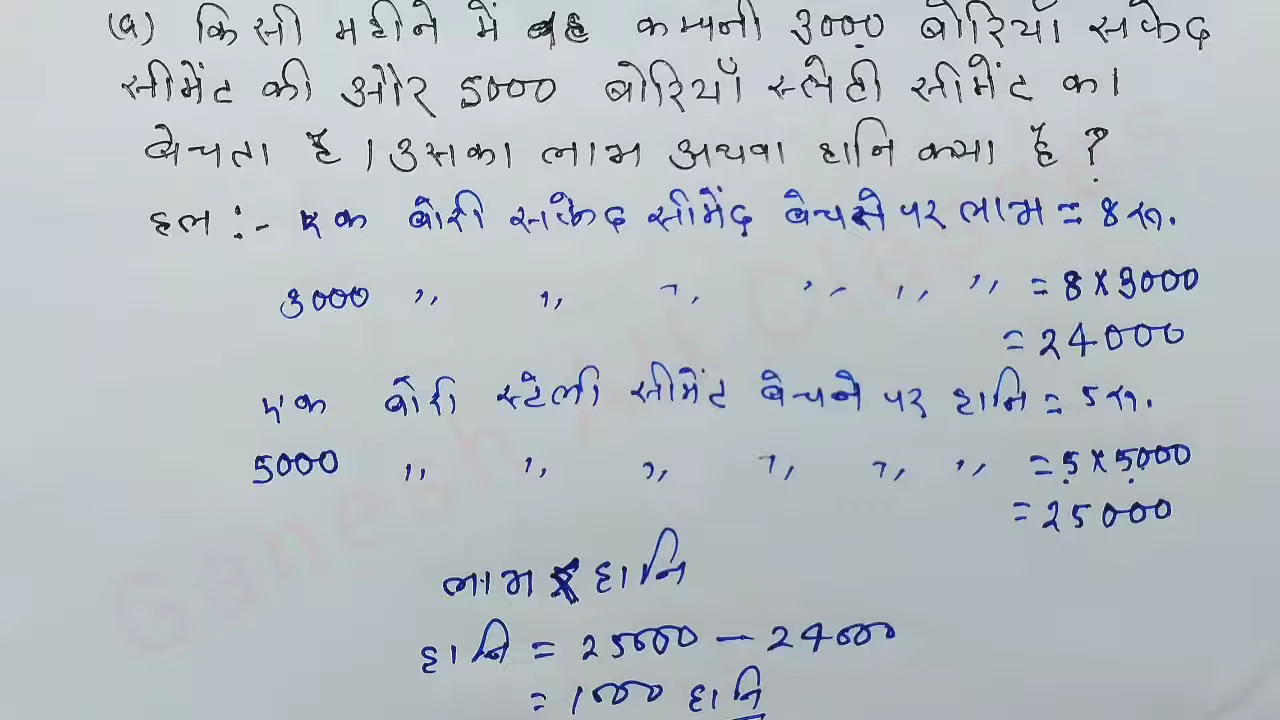 (a) किसी महीने में वह कम्पनी 3000 बोरियाँ सफेद
सीमेंट की और 5000 बोरियाँ स्लेटी सीमेंट का
बेचता है । उसका लाभ अथवा हानि क्या है ?
हल :- एक बोरी सफेद सीमेंट बेचने पर लाभ = 8 रु.
3000 ,, ,, ,, ,, ,, ,, = 8 × 3000
= 24000
एक बोरी स्टेली सीमेंट बेचने पर हानि = 5 रु.
5000 ,, ,, ,, ,, ,, ,, = 5 × 5000
= 25000
लाभ < हानि
हानि = 25000 - 24000
= 1000 हानि